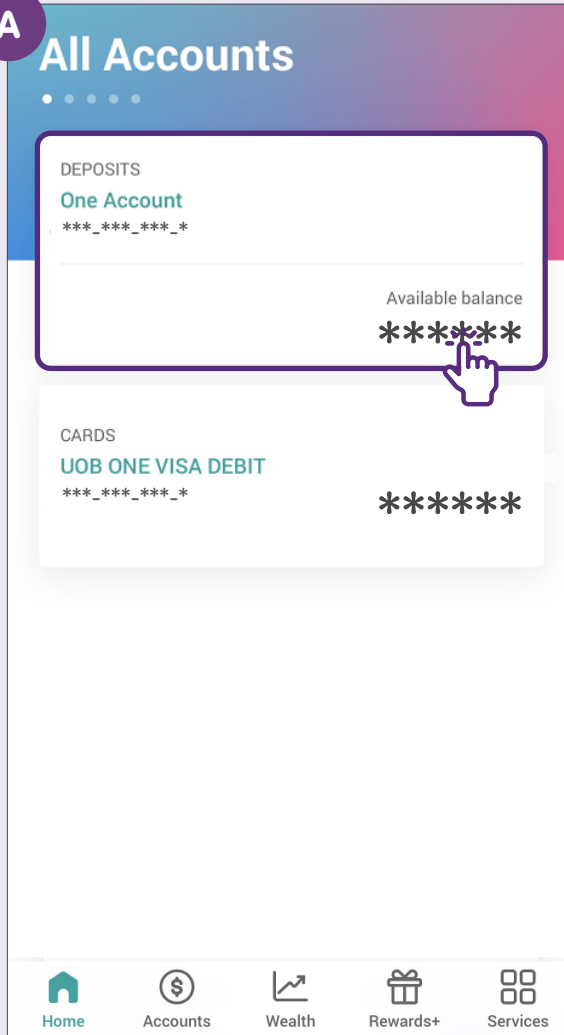 A
All Accounts
DEPOSITS
One Account
***-***-***-*
Available balance
******
CARDS
UOB ONE VISA DEBIT
***-***-***-*
******
Home
Accounts
Wealth
Rewards+
Services